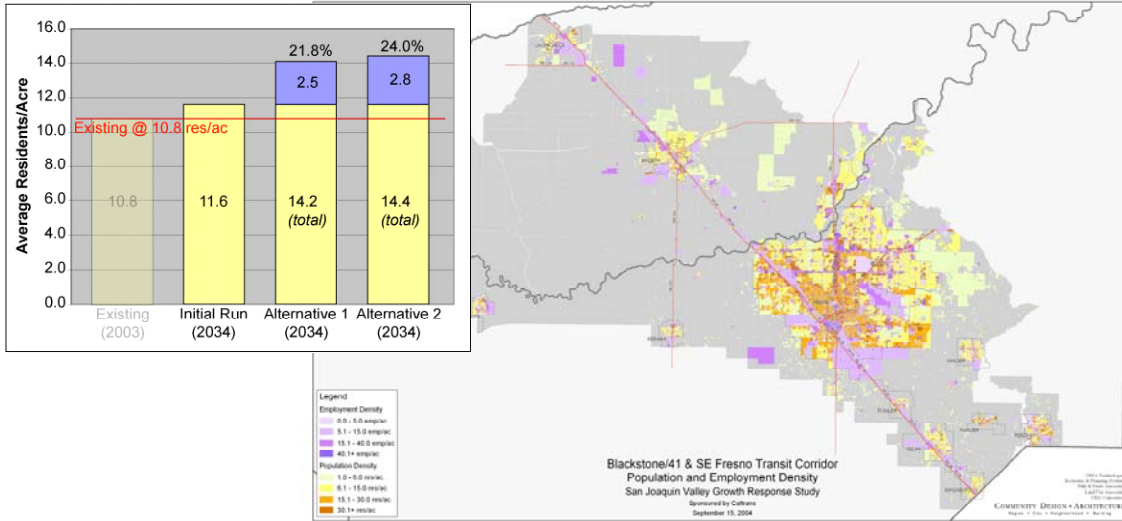 16.0
14.0
12.0
10.0
8.0
6.0
4.0
2.0
0.0
Average Residents/Acre
21.8%
24.0%
2.5
2.8
Existing @ 10.8 res/ac
10.8
11.6
14.2
(total)
14.4
(total)
Existing
(2003)
Initial Run
(2034)
Alternative 1
(2034)
Alternative 2
(2034)
Legend
Employment Density
0.0 - 5.0 emp/ac
5.1 - 15.0 emp/ac
15.1 - 40.0 emp/ac
40.1+ emp/ac
Population Density
6.1 - 15.0 res/ac
15.1 - 30.0 res/ac
30.1+ res/ac
Blackstone/41 & SE Fresno Transit Corridor
Population and Employment Density
San Joaquin Valley Growth Response Study
Sponsored by Caltrans
September 15, 2004
COMMUNITY DESIGN + ARCHITECTURE
Region • City • Neighborhood • Building